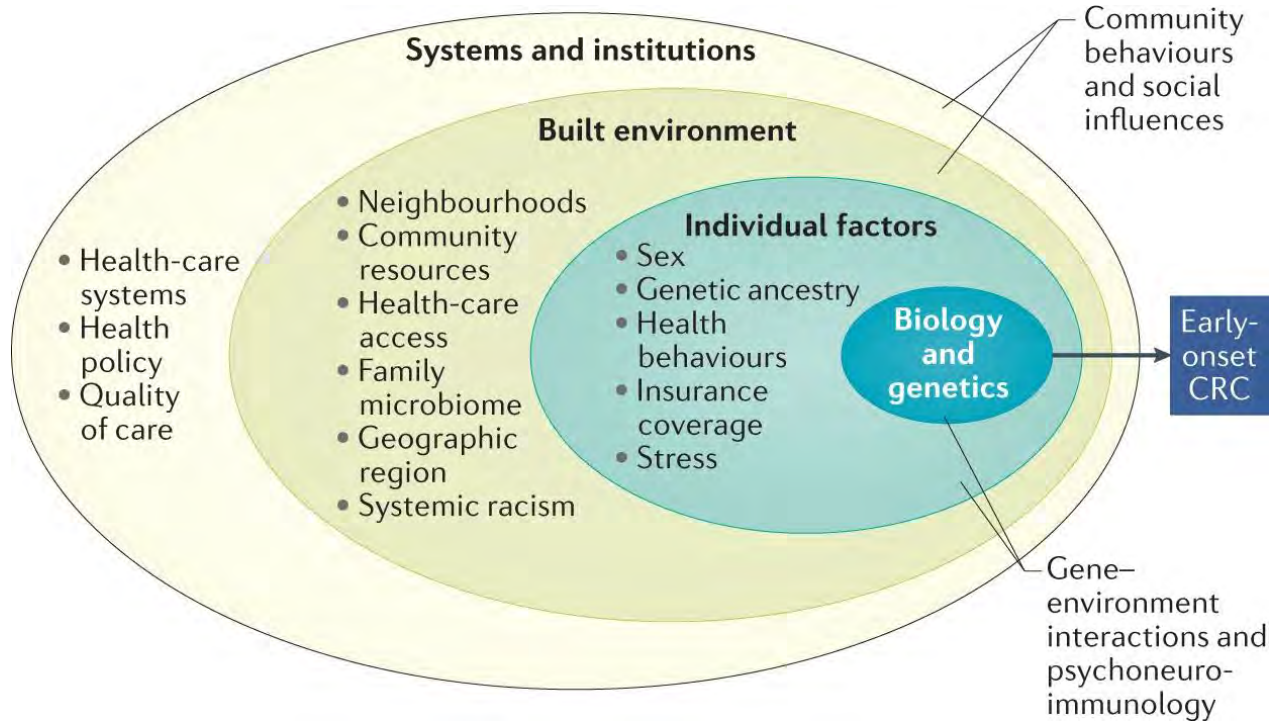 Systems and institutions
Built environment
Individual factors
Biology
and
genetics
• Health-care
systems
• Health
policy
• Quality
of care
• Neighbourhoods
• Community
resources
• Health-care
access
• Family
microbiome
• Geographic
region
• Systemic racism
• Sex
• Genetic ancestry
• Health
behaviours
• Insurance
coverage
• Stress
Community
behaviours
and social
influences
Early-
onset
CRC
Gene–
environment
interactions and
psychoneuro-
immunology